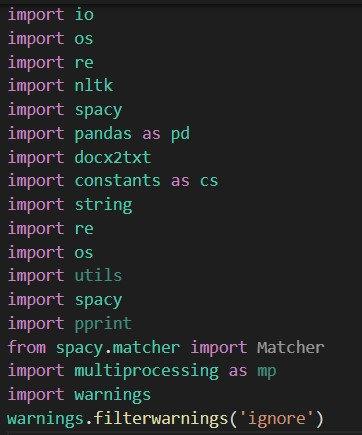 import io
import os
import re
import nltk
import spacy
import pandas as pd
import docx2txt
import constants as cs
import string
import re
import os
import utils
import spacy
import pprint
from spacy.matcher import Matcher
import multiprocessing as mp
import warnings
warnings.filterwarnings('ignore')